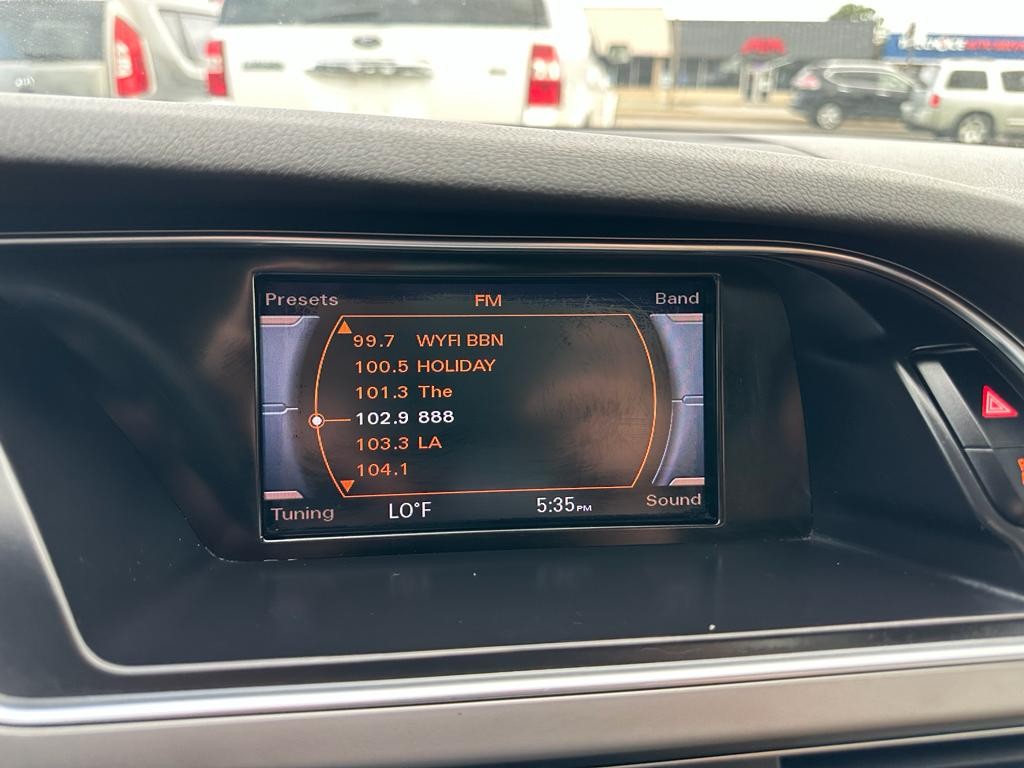 Presets FM Band
99.7 WYFI BBN
100.5 HOLIDAY
101.3 The
102.9 888
103.3 LA
104.1
Tuning LO°F 5:35PM Sound